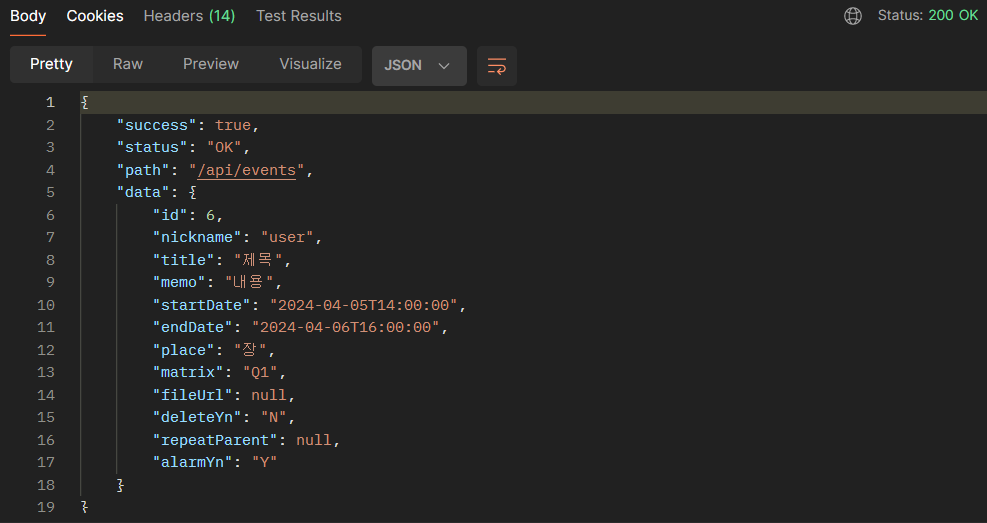 Body Cookies Headers (14) Test Results Status: 200 OK
Pretty Raw Preview Visualize JSON
1 {
2 "success": true,
3 "status": "OK",
4 "path": "/api/events",
5 "data": {
6 "id": 6,
7 "nickname": "user",
8 "title": "제목",
9 "memo": "내용",
10 "startDate": "2024-04-05T14:00:00",
11 "endDate": "2024-04-06T16:00:00",
12 "place": "장",
13 "matrix": "Q1",
14 "fileUrl": null,
15 "deleteYn": "N",
16 "repeatParent": null,
17 "alarmYn": "Y"
18 }
19 }